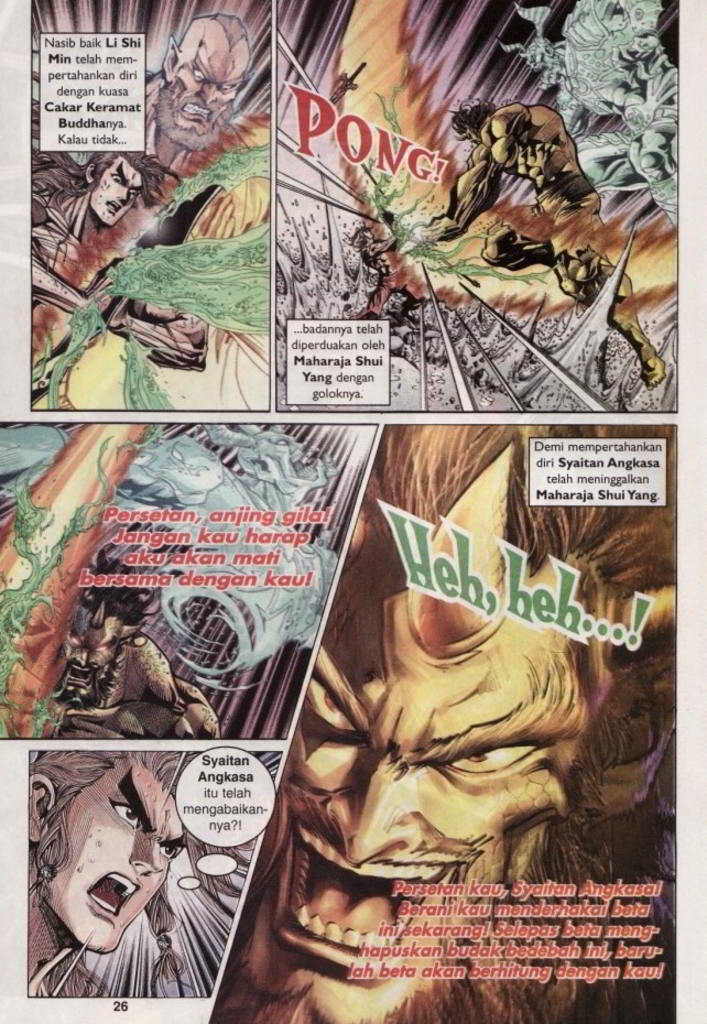 Nasib baik Li Shi
Min telah mem-
pertahankan diri
dengan kuasa
Cakar Keramat
Buddhanya.
Kalau tidak...
PONG!
...badannya telah
diperduakan oleh
Maharaja Shui
Yang dengan
goloknya.
Persetan, anjing gila!
Jangan kau harap
aku akan mati
bersama dengan kau!
Demi mempertahankan
diri Syaitan Angkasa
telah meninggalkan
Maharaja Shui Yang.
Heh, heh....!
Syaitan
Angkasa
itu telah
mengabaikan-
nya?!
Persetan kau, Syaitan Angkasa!
Berani kau menderhakai beta
ini sekarang! Selepas beta meng-
hapuskan budak bedebah ini, baru-
lah beta akan berhitung dengan kau!
26